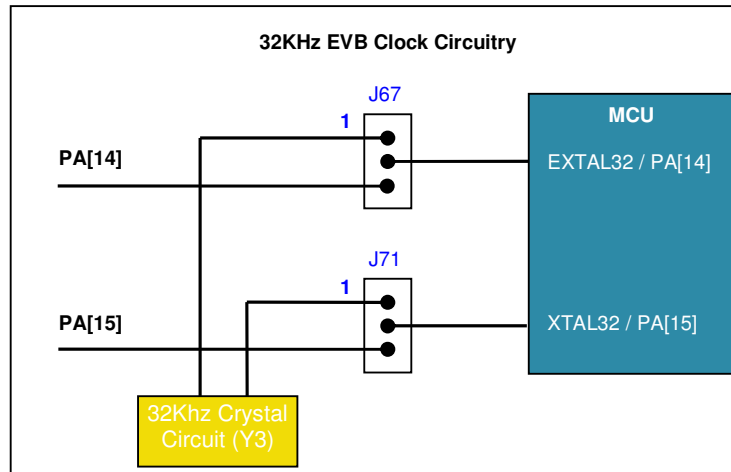 32KHz EVB Clock Circuitry
J67
1
MCU
PA[14]
EXTAL32 / PA[14]
J71
1
PA[15]
XTAL32 / PA[15]
32Khz Crystal
Circuit (Y3)